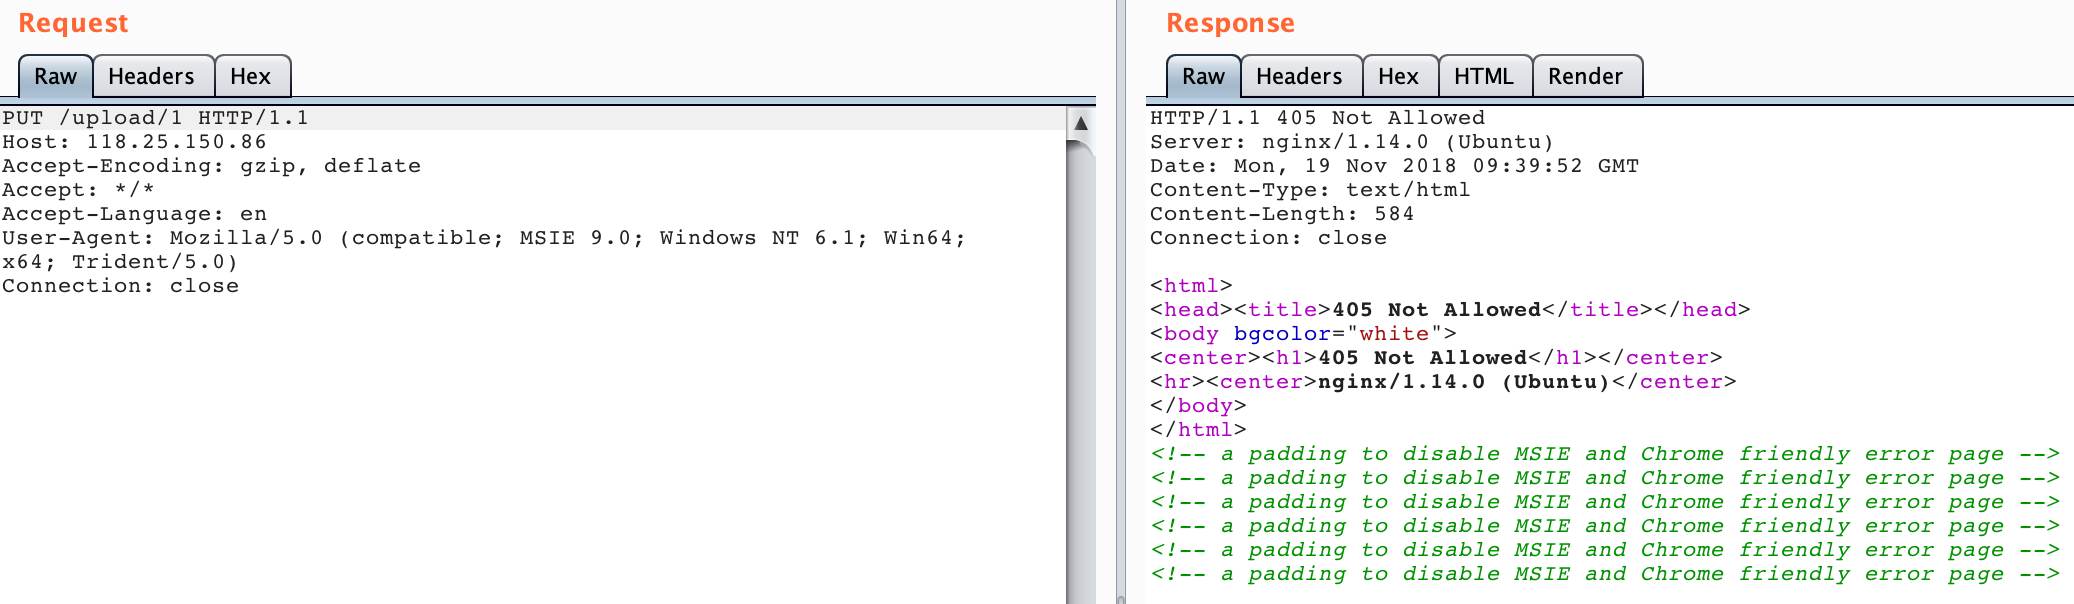 Request
Raw Headers Hex
PUT /upload/1 HTTP/1.1
Host: 118.25.150.86
Accept-Encoding: gzip, deflate
Accept: */*
Accept-Language: en
User-Agent: Mozilla/5.0 (compatible; MSIE 9.0; Windows NT 6.1; Win64;
x64; Trident/5.0)
Connection: close
Response
Raw Headers Hex HTML Render
HTTP/1.1 405 Not Allowed
Server: nginx/1.14.0 (Ubuntu)
Date: Mon, 19 Nov 2018 09:39:52 GMT
Content-Type: text/html
Content-Length: 584
Connection: close
<html>
<head><title>405 Not Allowed</title></head>
<body bgcolor="white">
<center><h1>405 Not Allowed</h1></center>
<hr><center>nginx/1.14.0 (Ubuntu)</center>
</body>
</html>
<!-- a padding to disable MSIE and Chrome friendly error page -->
<!-- a padding to disable MSIE and Chrome friendly error page -->
<!-- a padding to disable MSIE and Chrome friendly error page -->
<!-- a padding to disable MSIE and Chrome friendly error page -->
<!-- a padding to disable MSIE and Chrome friendly error page -->
<!-- a padding to disable MSIE and Chrome friendly error page -->